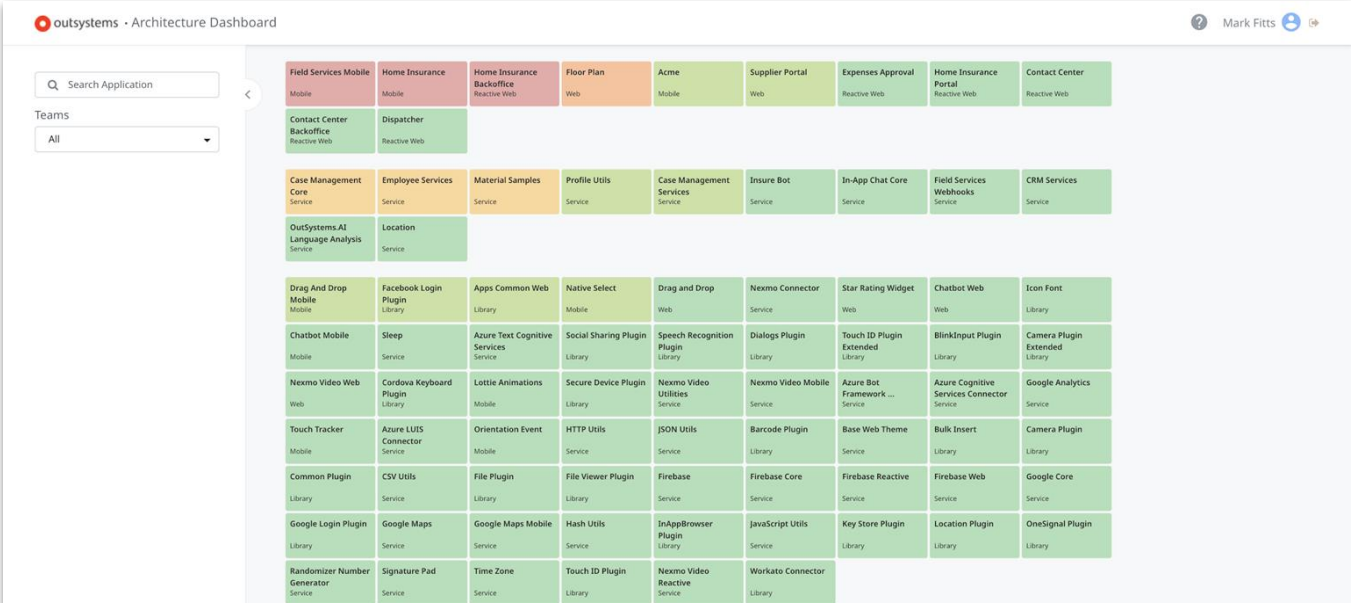 outsystems · Architecture Dashboard
Mark Fitts
Search Application
Teams
All
Field Services Mobile
Mobile
Home Insurance
Mobile
Home Insurance
Backoffice
Reactive Web
Floor Plan
Web
Acme
Mobile
Supplier Portal
Web
Expenses Approval
Reactive Web
Home Insurance
Portal
Reactive Web
Contact Center
Reactive Web
Contact Center
Backoffice
Reactive Web
Dispatcher
Reactive Web
Case Management
Core
Service
Employee Services
Service
Material Samples
Service
Profile Utils
Service
Case Management
Services
Service
Insure Bot
Service
In-App Chat Core
Service
Field Services
Webhooks
Service
CRM Services
Service
OutSystems.AI
Language Analysis
Service
Location
Service
Drag And Drop
Mobile
Mobile
Facebook Login
Plugin
Library
Apps Common Web
Library
Native Select
Mobile
Drag and Drop
Web
Nexmo Connector
Service
Star Rating Widget
Web
Chatbot Web
Web
Icon Font
Library
Chatbot Mobile
Mobile
Sleep
Service
Azure Text Cognitive
Services
Service
Social Sharing Plugin
Library
Speech Recognition
Plugin
Library
Dialogs Plugin
Library
Touch ID Plugin
Extended
Library
BlinkInput Plugin
Library
Camera Plugin
Extended
Library
Nexmo Video Web
Web
Cordova Keyboard
Plugin
Library
Lottie Animations
Mobile
Secure Device Plugin
Library
Nexmo Video
Utilities
Service
Nexmo Video Mobile
Service
Azure Bot
Framework ...
Service
Azure Cognitive
Services Connector
Service
Google Analytics
Service
Touch Tracker
Mobile
Azure LUIS
Connector
Service
Orientation Event
Mobile
HTTP Utils
Service
JSON Utils
Service
Barcode Plugin
Library
Base Web Theme
Service
Bulk Insert
Library
Camera Plugin
Library
Common Plugin
Library
CSV Utils
Service
File Plugin
Library
File Viewer Plugin
Library
Firebase
Service
Firebase Core
Service
Firebase Reactive
Service
Firebase Web
Service
Google Core
Service
Google Login Plugin
Library
Google Maps
Service
Google Maps Mobile
Service
Hash Utils
Service
InAppBrowser
Plugin
Library
JavaScript Utils
Service
Key Store Plugin
Library
Location Plugin
Library
OneSignal Plugin
Library
Randomizer Number
Generator
Service
Signature Pad
Service
Time Zone
Service
Touch ID Plugin
Library
Nexmo Video
Reactive
Service
Workato Connector
Library